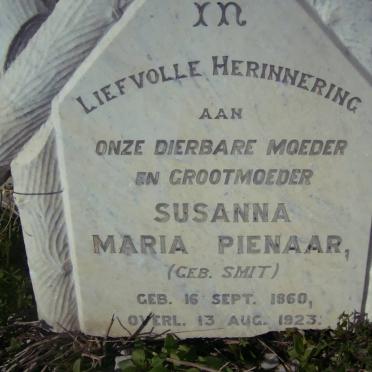 In
Liefvolle Herinnering
AAN
ONZE DIERBARE MOEDER
EN GROOTMOEDER
SUSANNA
MARIA PIENAAR,
(GEB. SMIT)
GEB. 16 SEPT. 1860,
OVERL. 13 AUG. 1923.